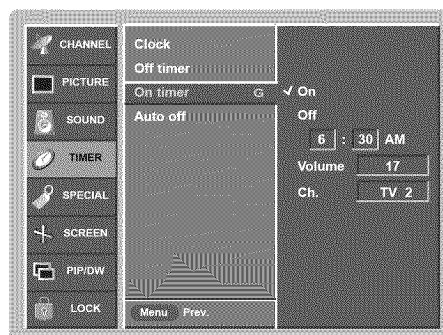 CHANNEL
PICTURE
SOUND
TIMER
SPECIAL
SCREEN
PIP/DW
LOCK
Clock
Off timer
On timer G
Auto off
Menu Prev.
✓ On
Off
6 : 30 AM
Volume 17
Ch. TV 2